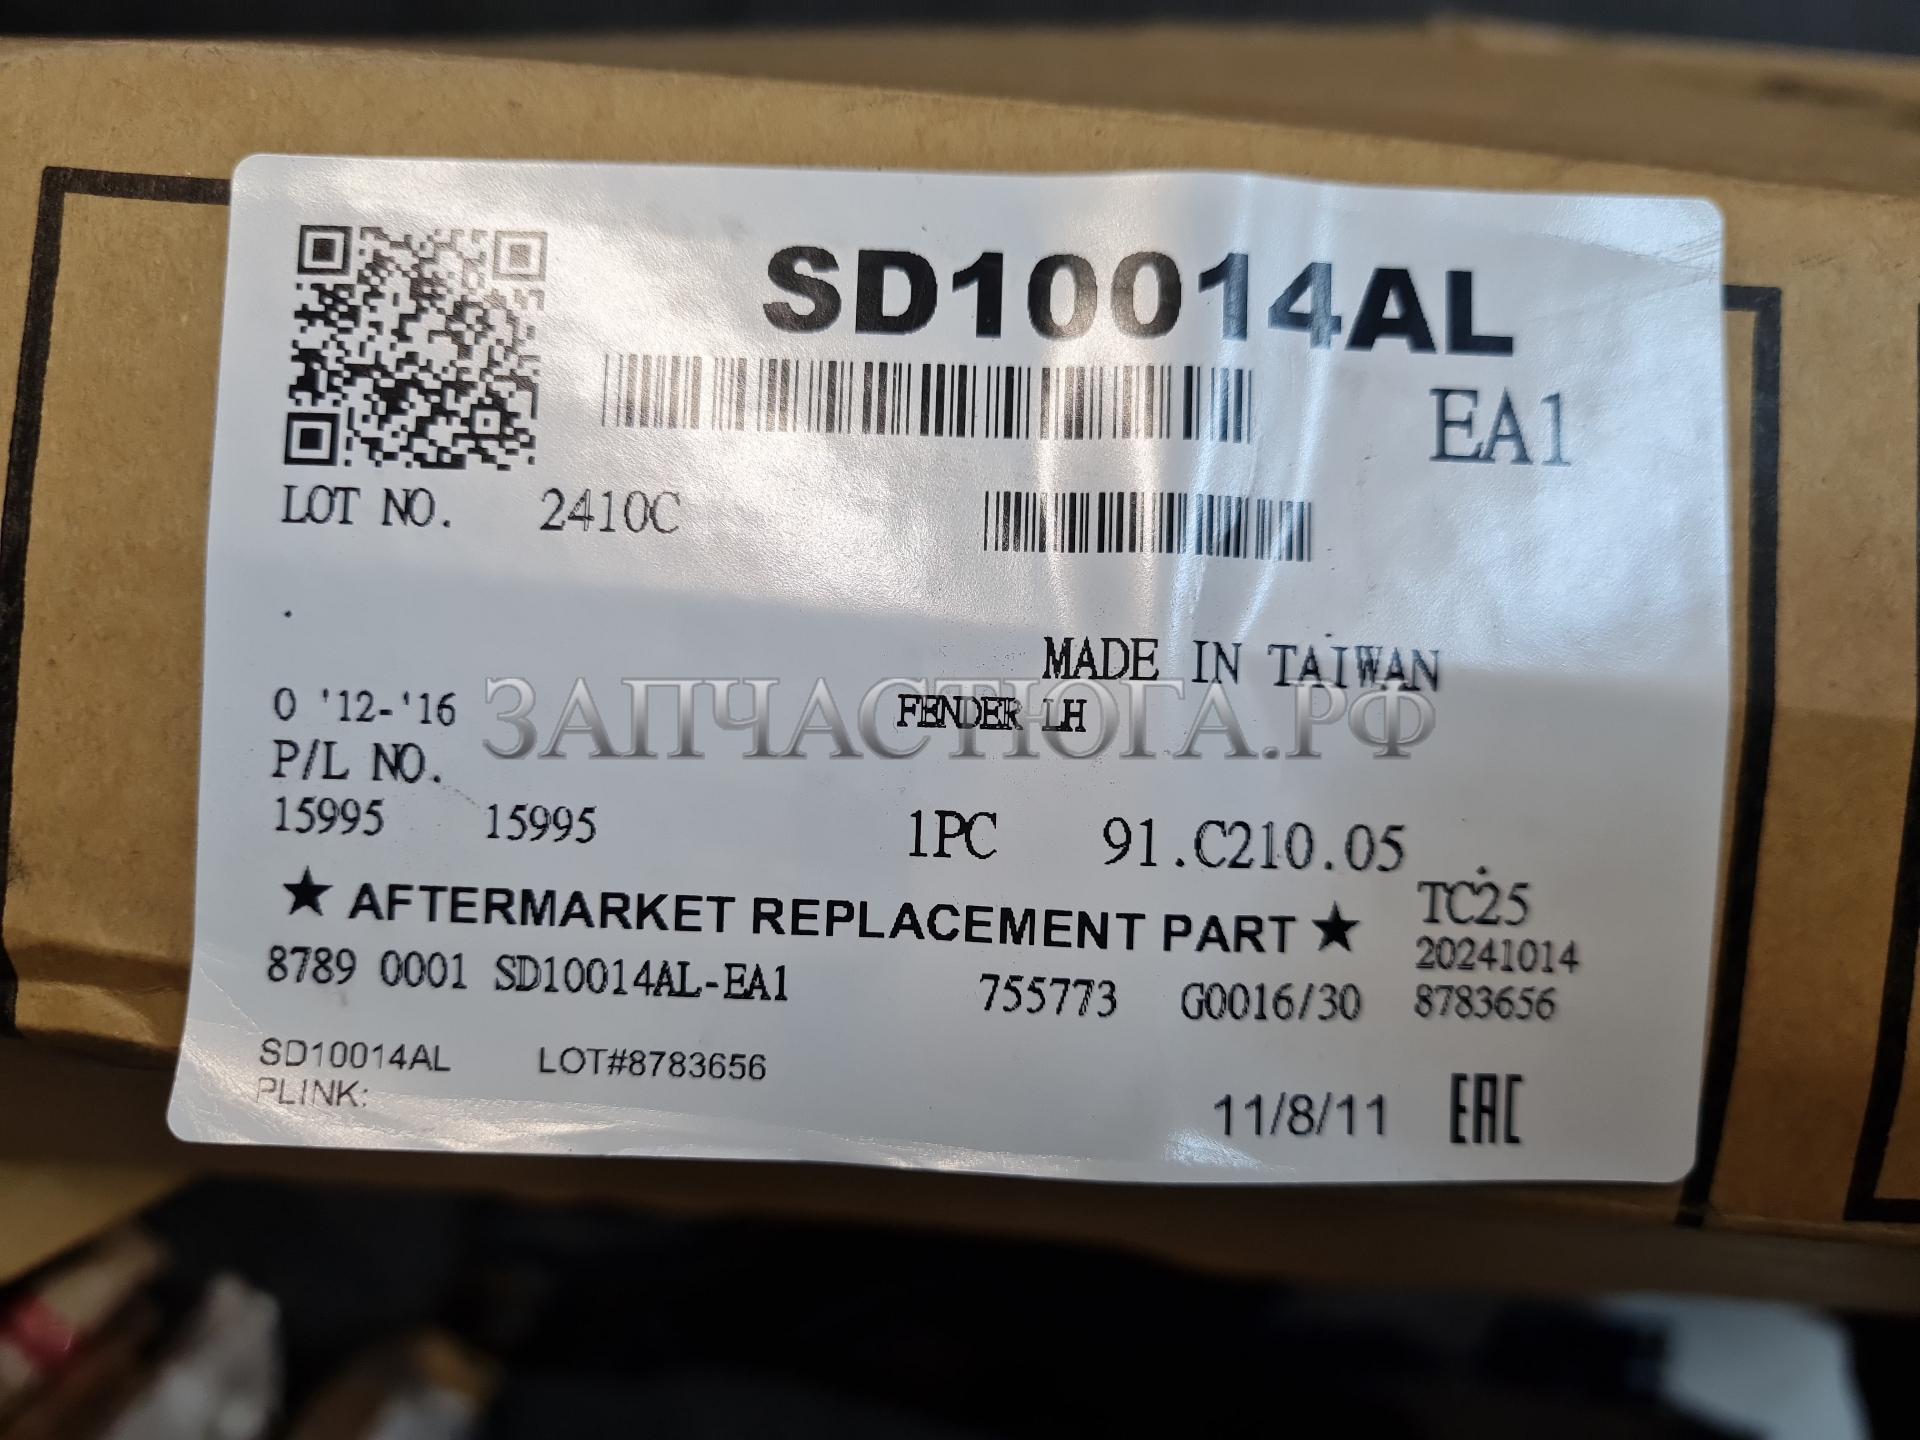 SD10014AL
EA1
LOT NO. 2410C
MADE IN TAIWAN
O '12-'16 FENDER LH
ЗАПЧАСТЮГА.РФ
P/L NO.
15995 15995 1PC 91.C210.05
★ AFTERMARKET REPLACEMENT PART ★ TC25
20241014
8789 0001 SD10014AL-EA1 755773 G0016/30 8783656
SD10014AL LOT#8783656
PLINK:
11/8/11 EAC